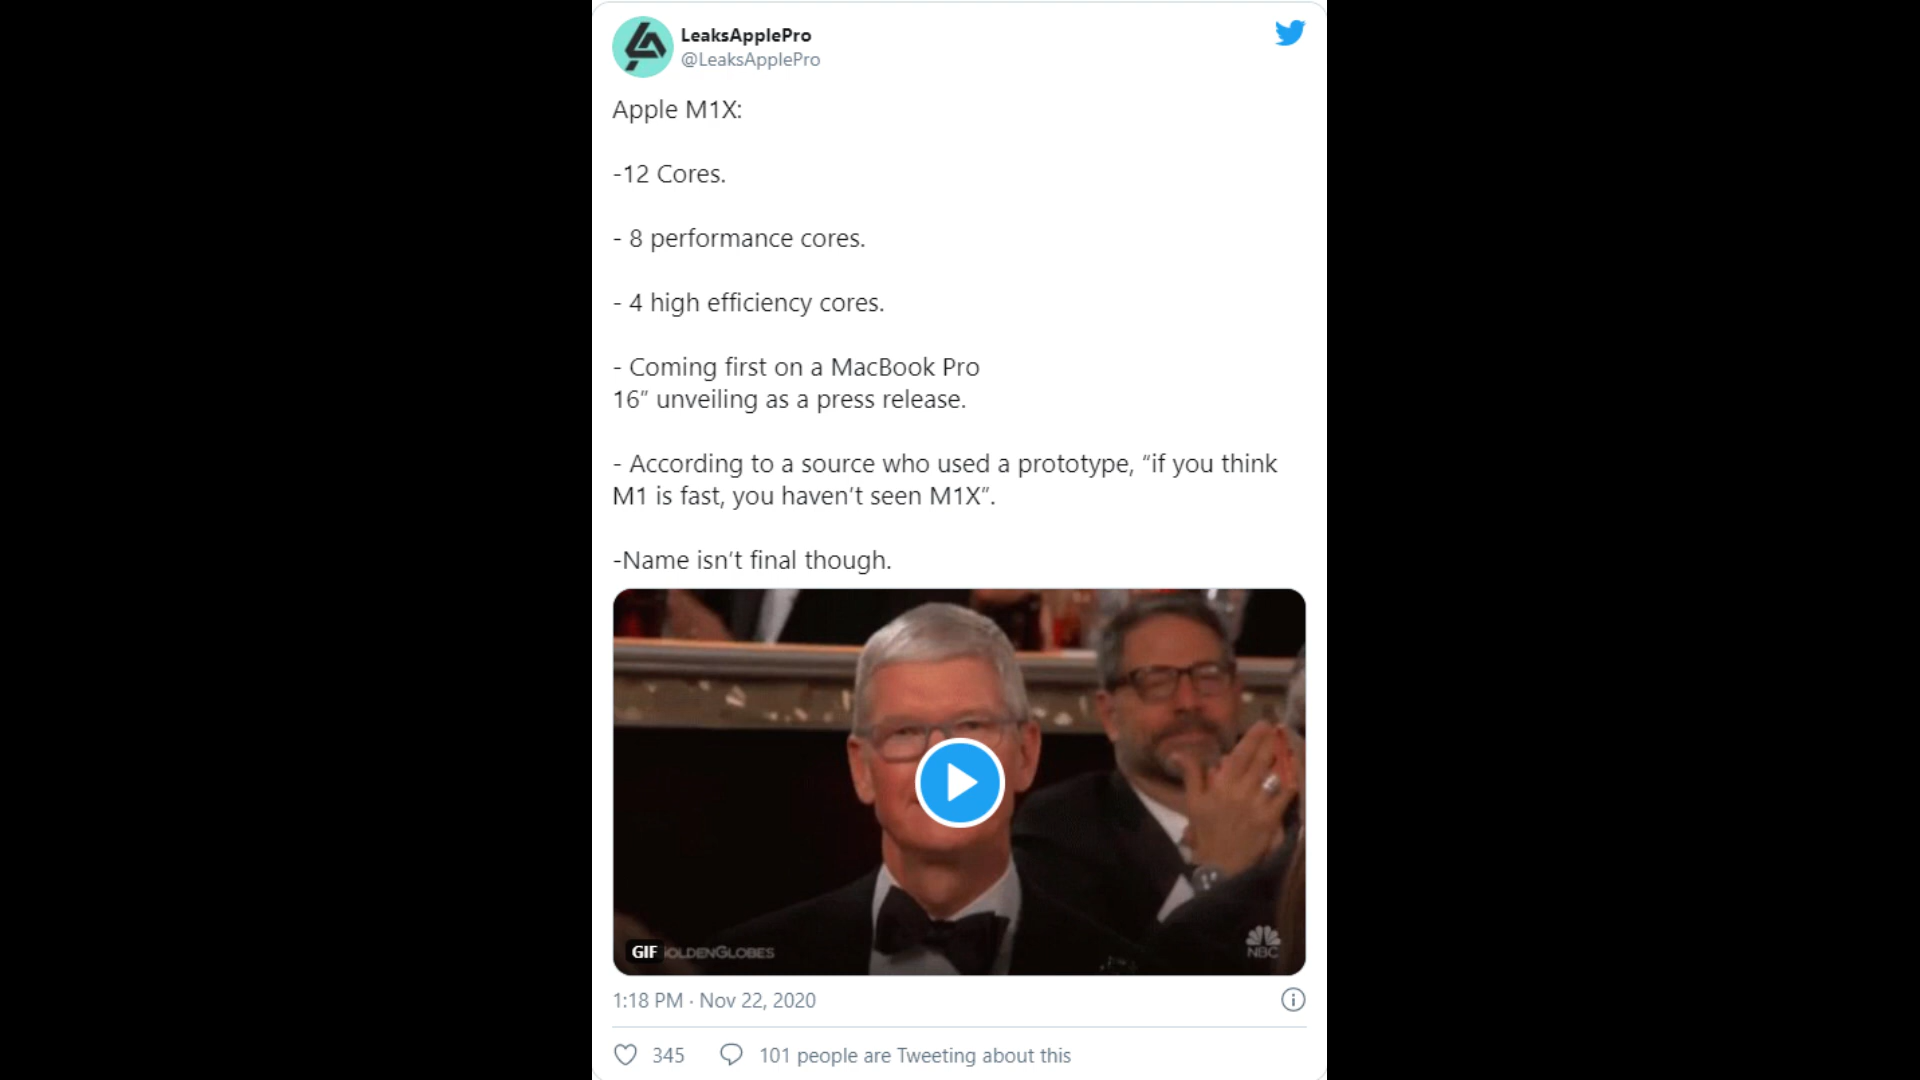 LeaksApplePro
@LeaksApplePro
Apple M1X:
-12 Cores.
- 8 performance cores.
- 4 high efficiency cores.
- Coming first on a MacBook Pro
16” unveiling as a press release.
- According to a source who used a prototype, “if you think
M1 is fast, you haven’t seen M1X”.
-Name isn’t final though.
GIF OLDENGLOBES
NBC
1:18 PM · Nov 22, 2020
345 101 people are Tweeting about this